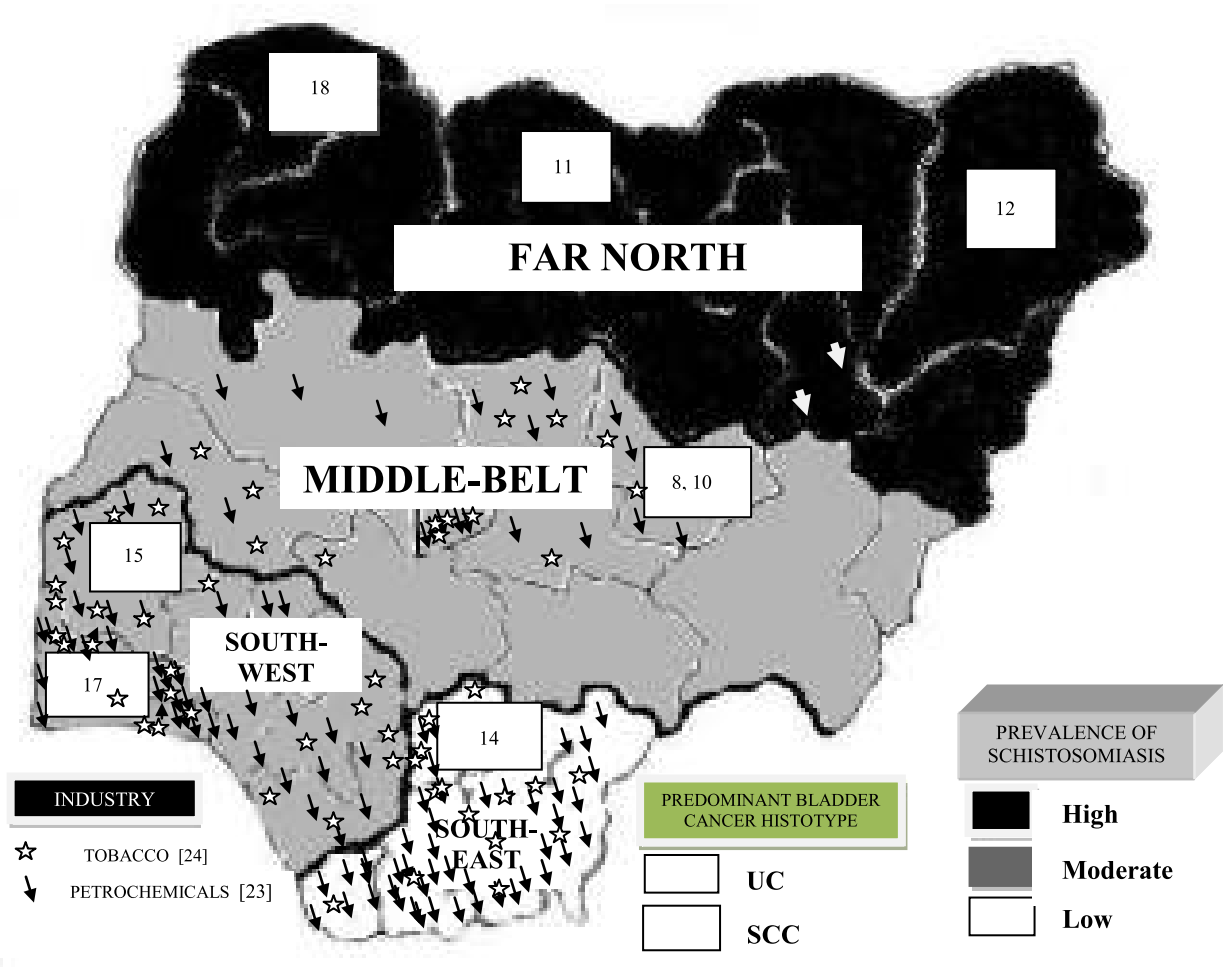 18
11
12
FAR NORTH
MIDDLE-BELT
8, 10
15
SOUTH-
WEST
17
14
SOUTH-
EAST
INDUSTRY
TOBACCO [24]
PETROCHEMICALS [23]
PREDOMINANT BLADDER
CANCER HISTOTYPE
UC
SCC
PREVALENCE OF
SCHISTOSOMIASIS
High
Moderate
Low